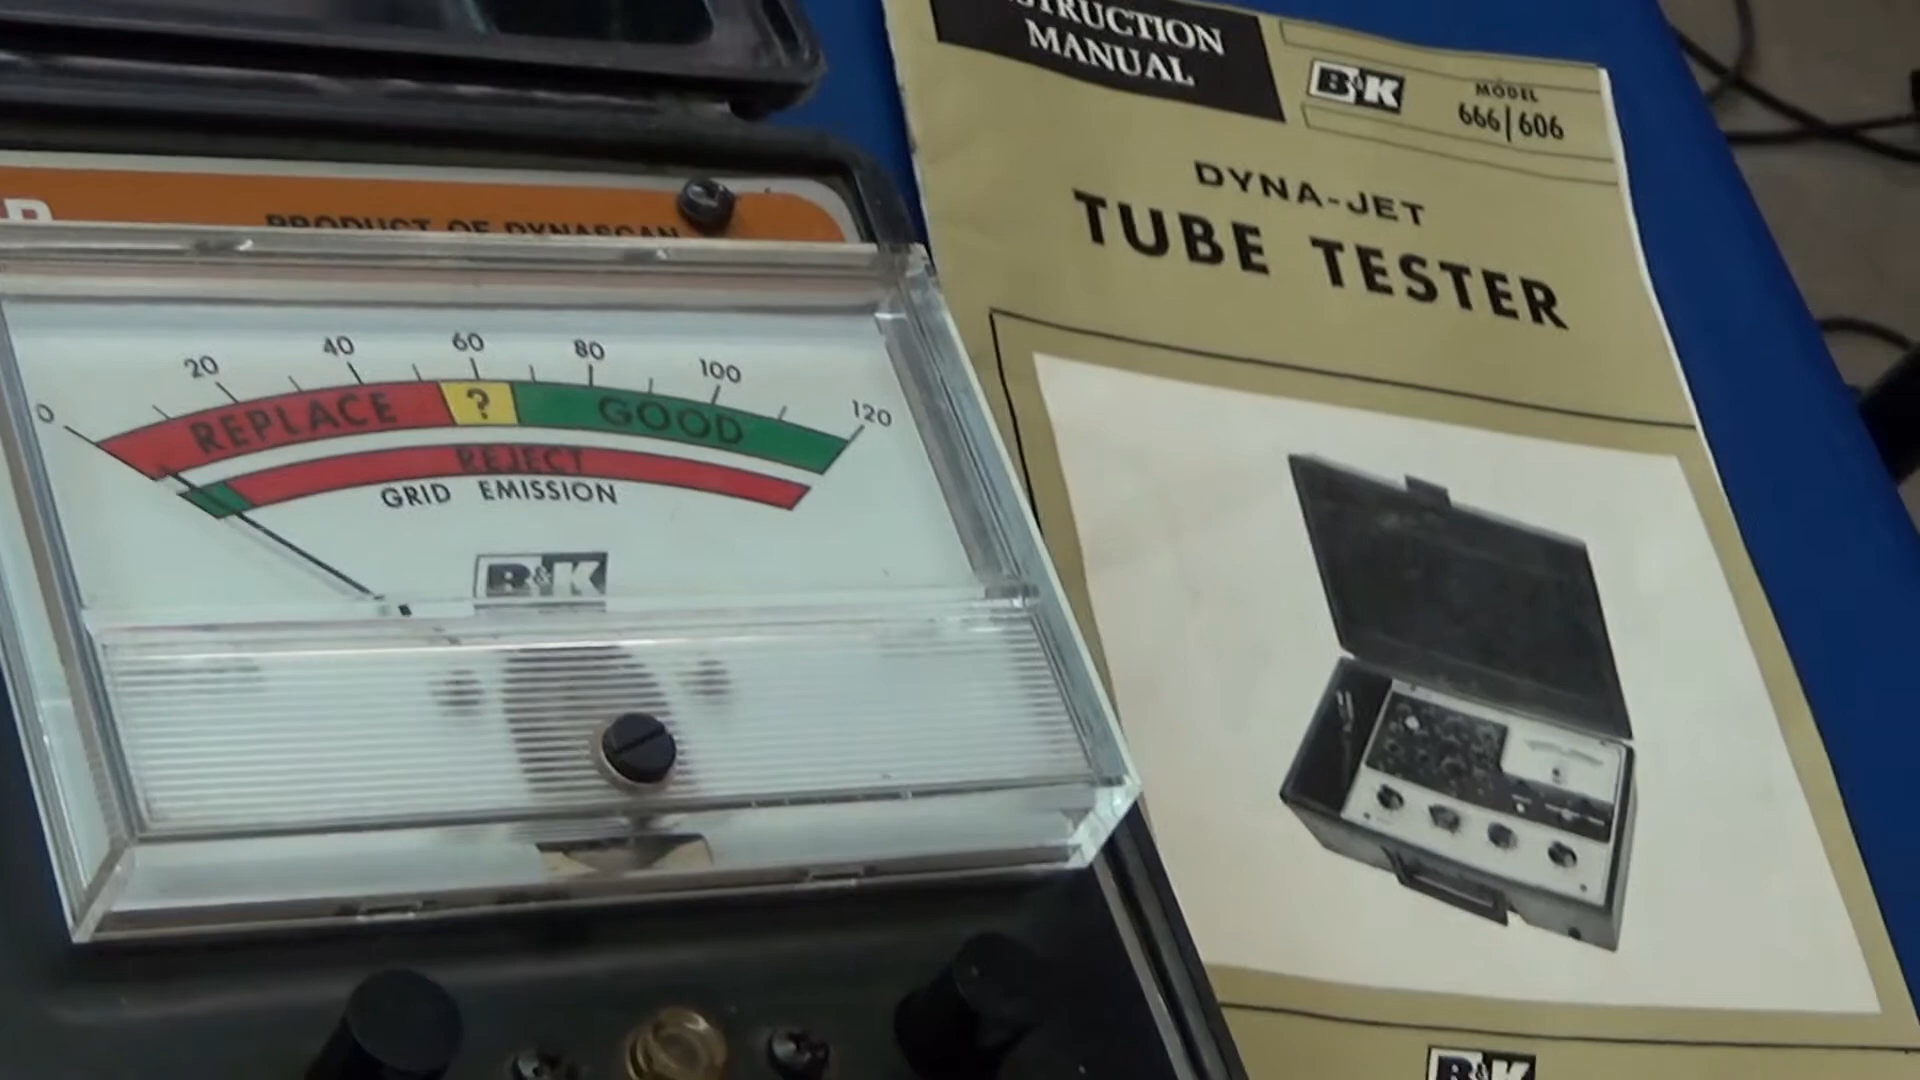 STRUCTION
MANUAL
B&K
MODEL
666/606
DYNA-JET
TUBE TESTER
PRODUCT OF DYNASCAN
0 20 40 60 80 100 120
REPLACE ? GOOD
REJECT
GRID EMISSION
B&K
B&K